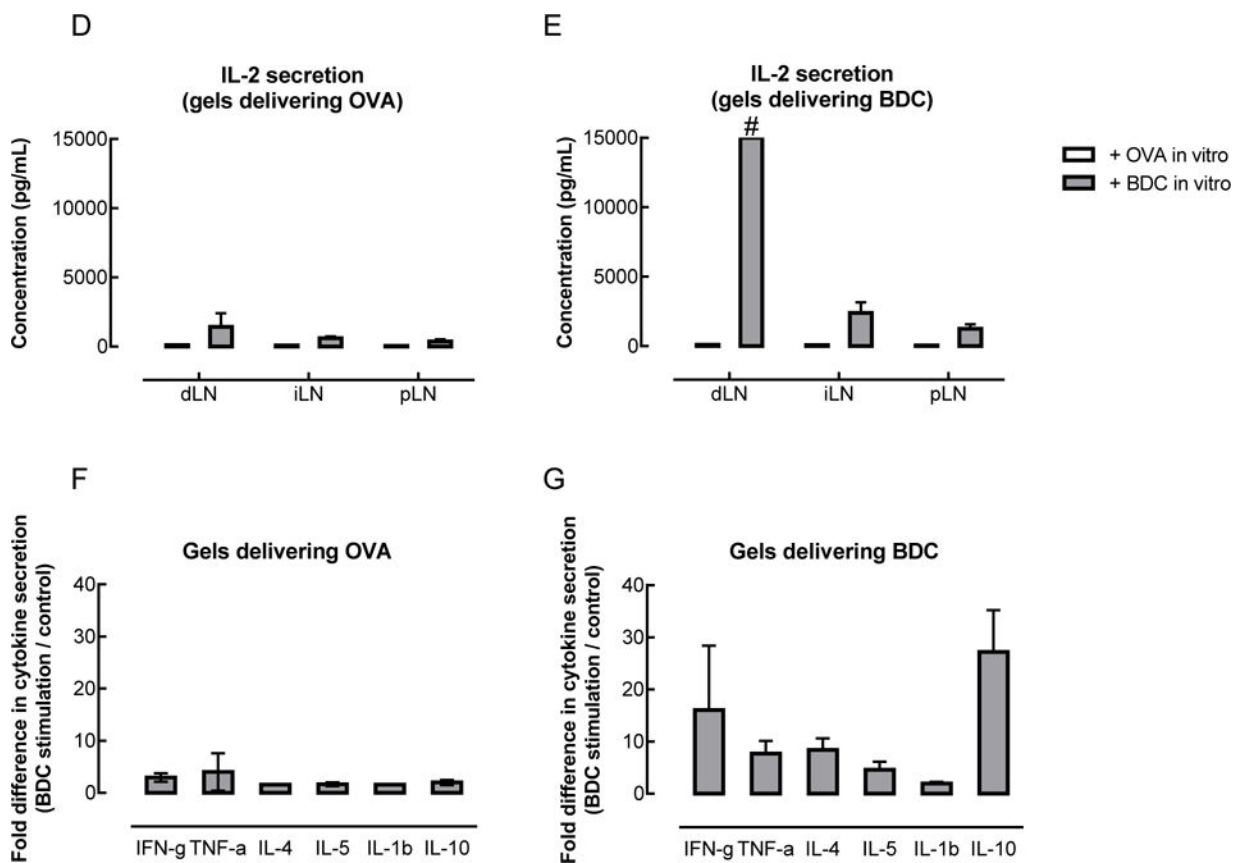 D
IL-2 secretion
(gels delivering OVA)
Concentration (pg/mL)
15000
10000
5000
0
dLN iLN pLN
E
IL-2 secretion
(gels delivering BDC)
#
Concentration (pg/mL)
15000
10000
5000
0
dLN iLN pLN
+ OVA in vitro
+ BDC in vitro
F
Gels delivering OVA
Fold difference in cytokine secretion
(BDC stimulation / control)
40
30
20
10
0
IFN-g TNF-a IL-4 IL-5 IL-1b IL-10
G
Gels delivering BDC
Fold difference in cytokine secretion
(BDC stimulation / control)
40
30
20
10
0
IFN-g TNF-a IL-4 IL-5 IL-1b IL-10